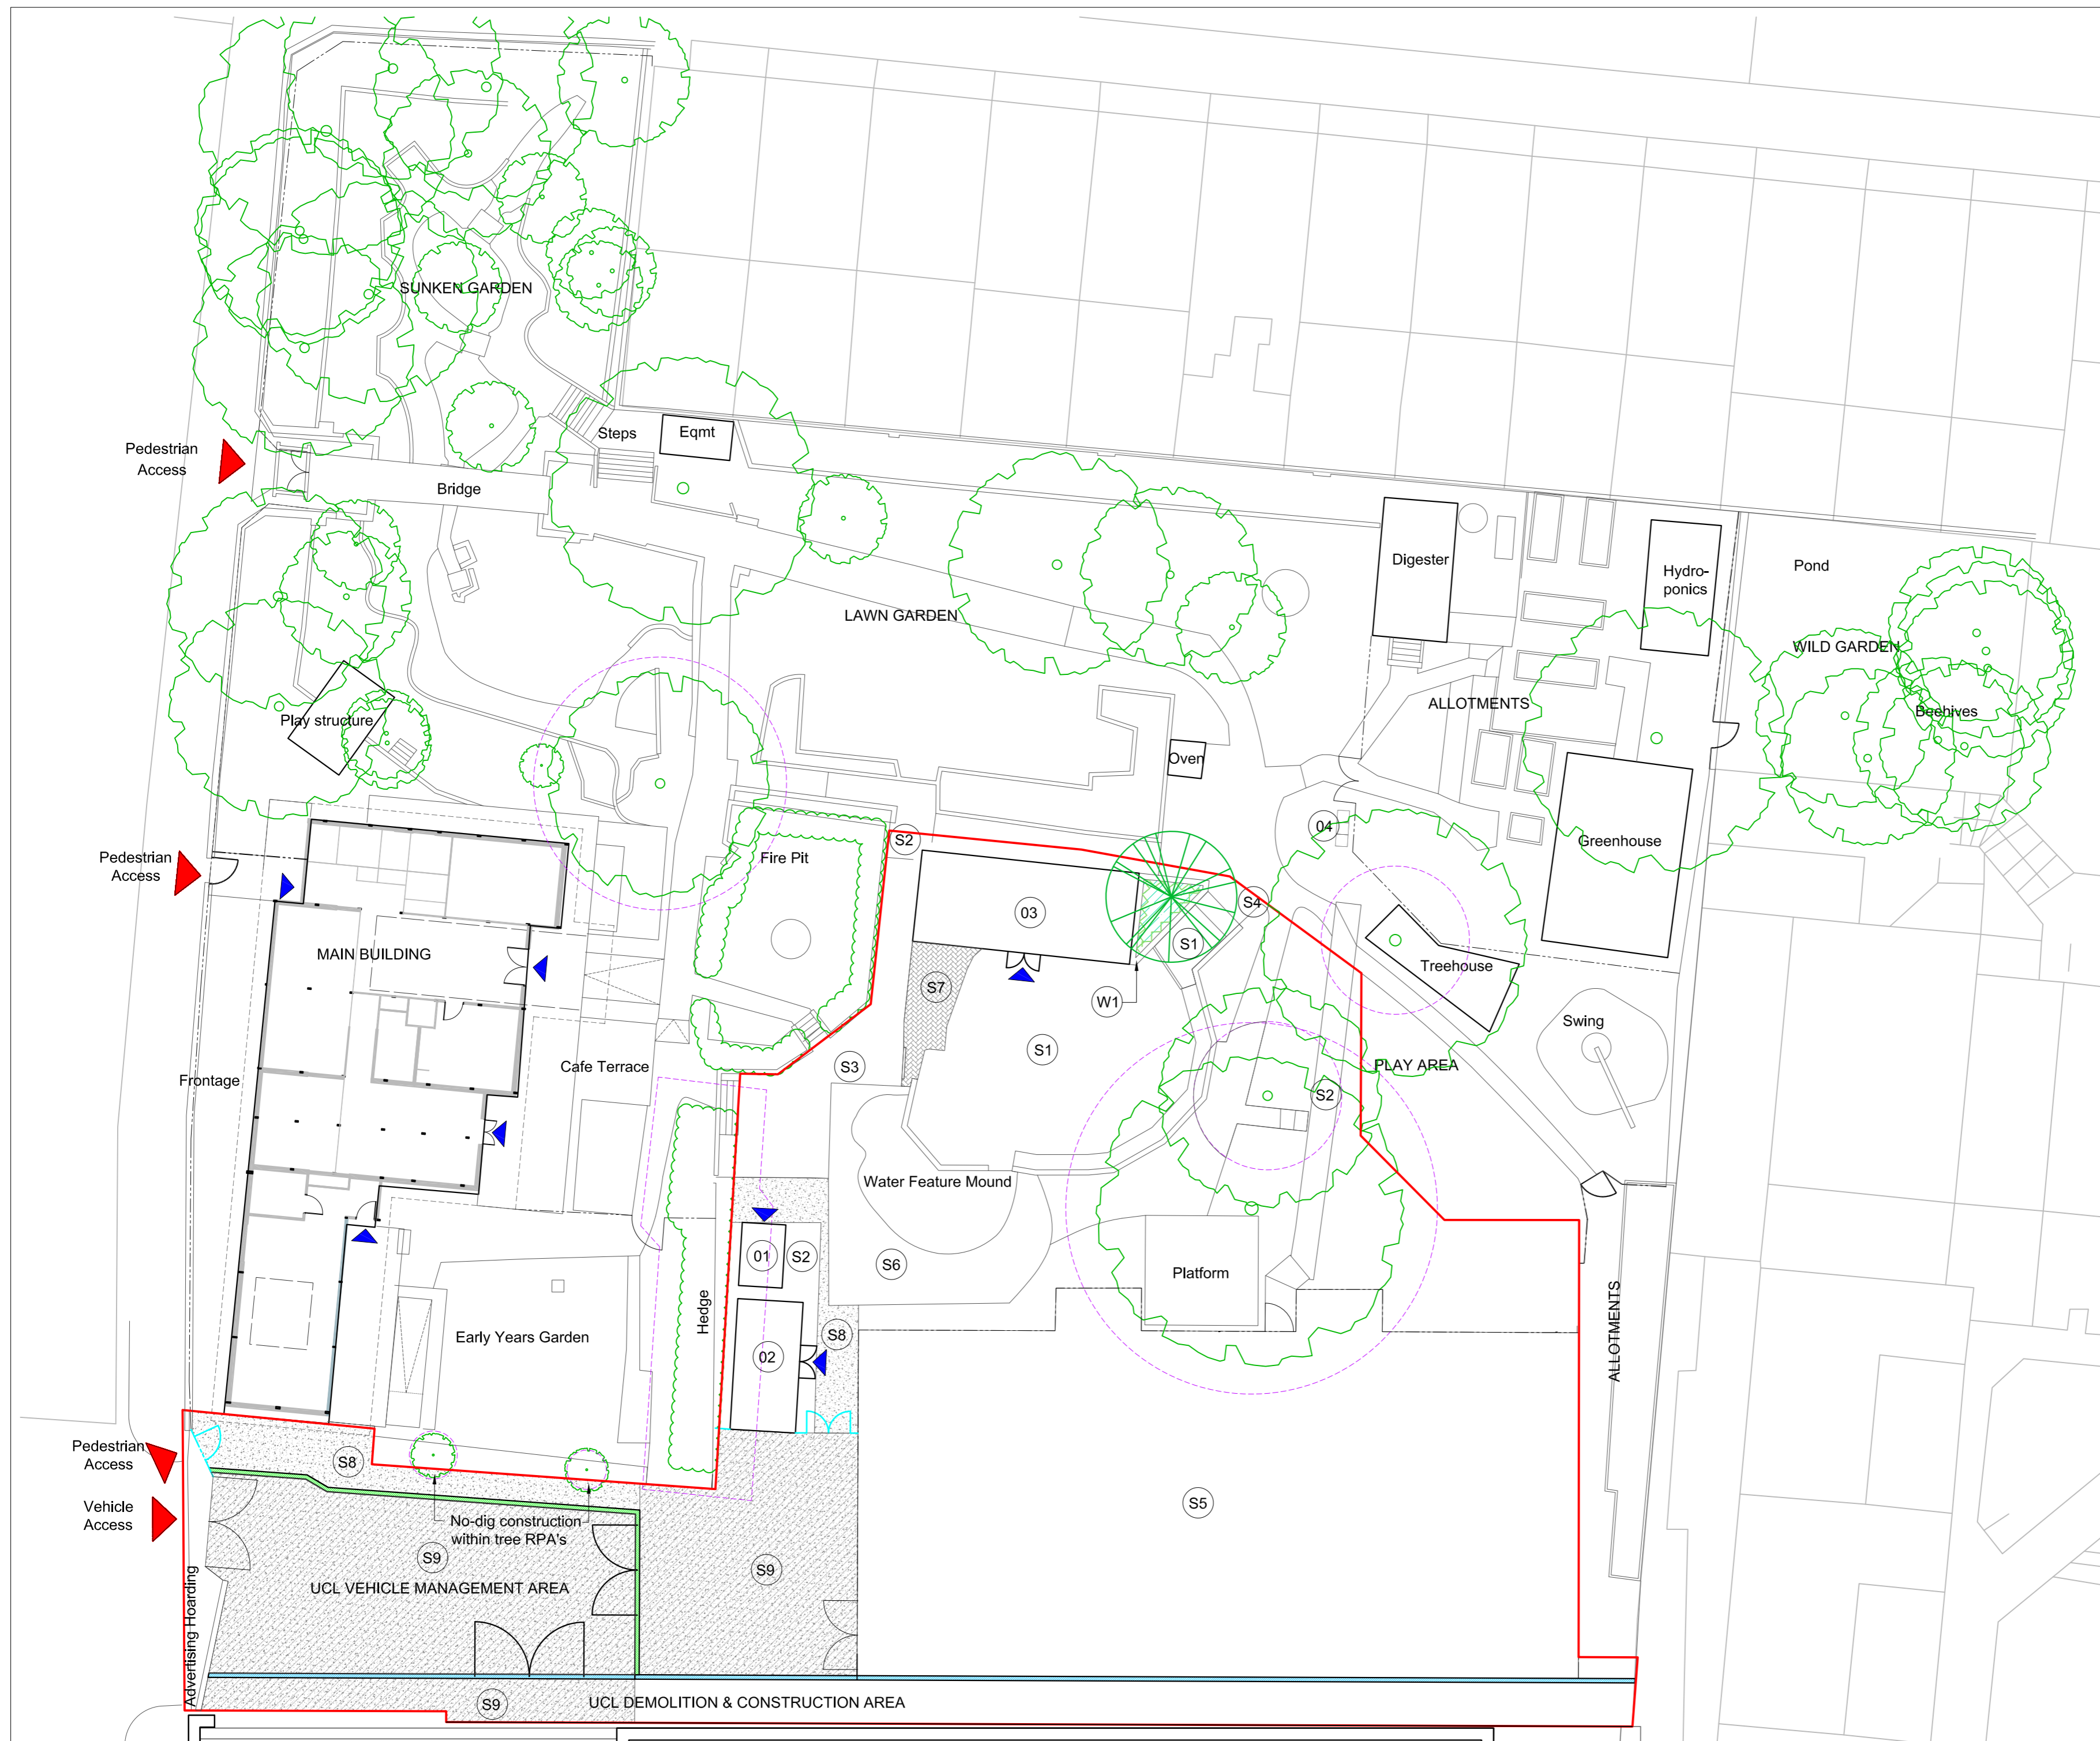 SUNKEN GARDEN
Pedestrian
Access
Steps
Eqmt
Bridge
Digester
Hydro-
ponics
Pond
LAWN GARDEN
WILD GARDEN
ALLOTMENTS
Beehives
Play structure
Oven
04
Greenhouse
S2
Pedestrian
Access
Fire Pit
03
S4
S1
MAIN BUILDING
Treehouse
S7
W1
Swing
S1
S3
Cafe Terrace
PLAY AREA
Frontage
S2
Water Feature Mound
01
S2
S6
Platform
Hedge
Early Years Garden
S8
02
ALLOTMENTS
Pedestrian
Access
S8
Vehicle
Access
No-dig construction
within tree RPA's
S5
S9
S9
UCL VEHICLE MANAGEMENT AREA
Advertising Hoarding
S9
UCL DEMOLITION & CONSTRUCTION AREA